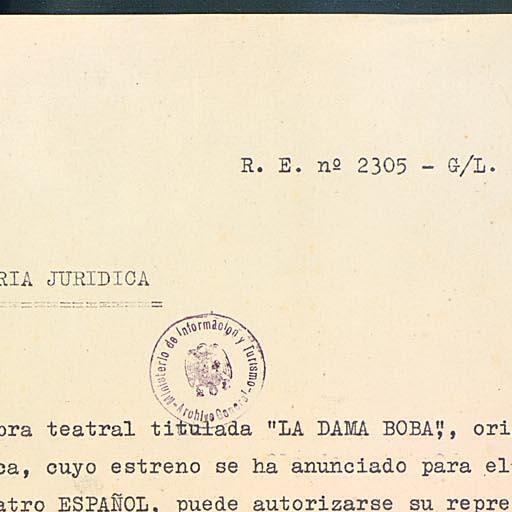 R. E. nº 2305 - G/L.
RIA JURIDICA
Ministerio de Información y Turismo - Archivo General -
bra teatral titulada "LA DAMA BOBA", ori
ca, cuyo estreno se ha anunciado para el
atro ESPAÑOL, puede autorizarse su repre